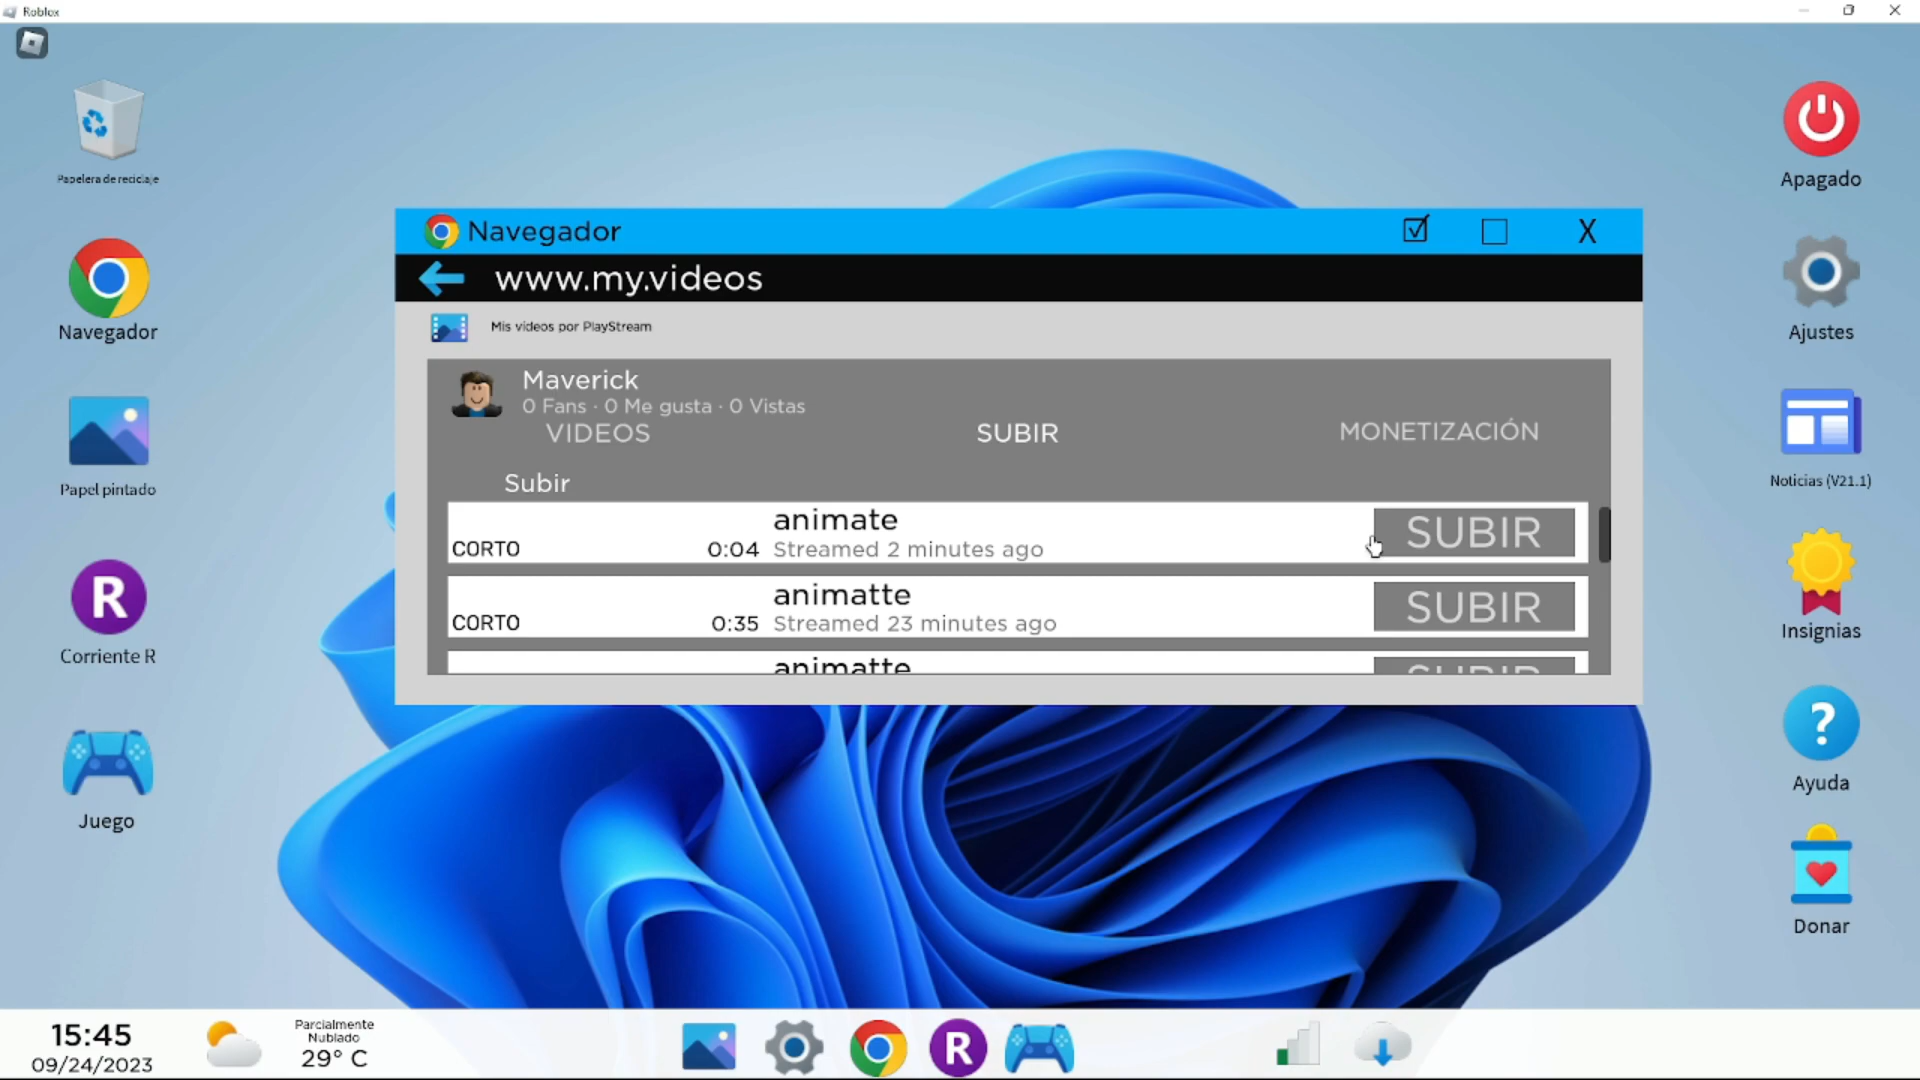 Roblox
Papelera de reciclaje
Navegador
Papel pintado
R
Corriente R
Juego
Navegador
X
www.my.videos
Mis videos por PlayStream
Maverick
0 Fans · 0 Me gusta · 0 Vistas
VIDEOS
SUBIR
MONETIZACIÓN
Subir
animate
SUBIR
CORTO
0:04
Streamed 2 minutes ago
animatte
SUBIR
CORTO
0:35
Streamed 23 minutes ago
animatte
SUBIR
Apagado
Ajustes
Noticias (V21.1)
Insignias
?
Ayuda
Donar
15:45
09/24/2023
Parcialmente
Nublado
29° C
R